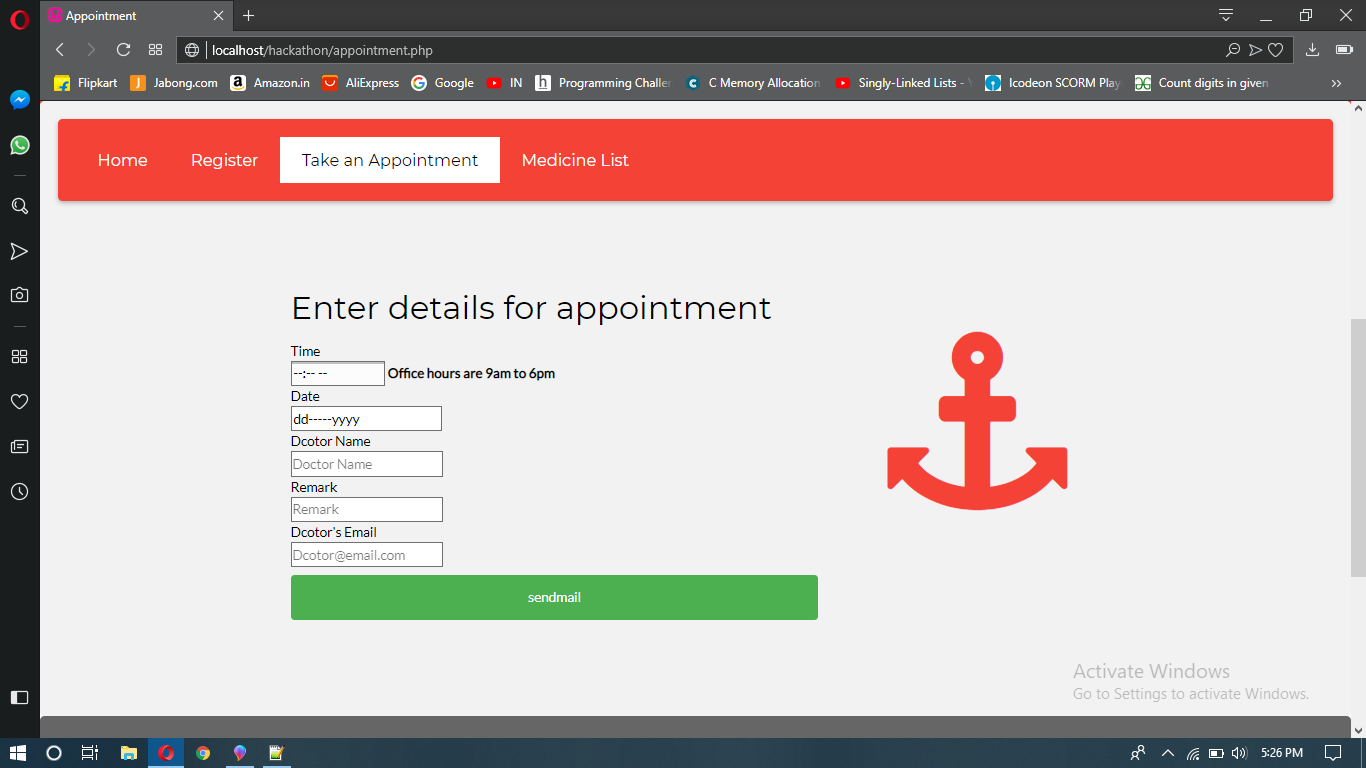 Appointment
localhost/hackathon/appointment.php
Flipkart Jabong.com Amazon.in AliExpress Google IN Programming Challer C Memory Allocation Singly-Linked Lists - Icodeon SCORM Play Count digits in given
Home Register Take an Appointment Medicine List
Enter details for appointment
Time
--:-- -- Office hours are 9am to 6pm
Date
dd-----yyyy
Dcotor Name
Doctor Name
Remark
Remark
Dcotor's Email
Dcotor@email.com
sendmail
Activate Windows
Go to Settings to activate Windows.
5:26 PM